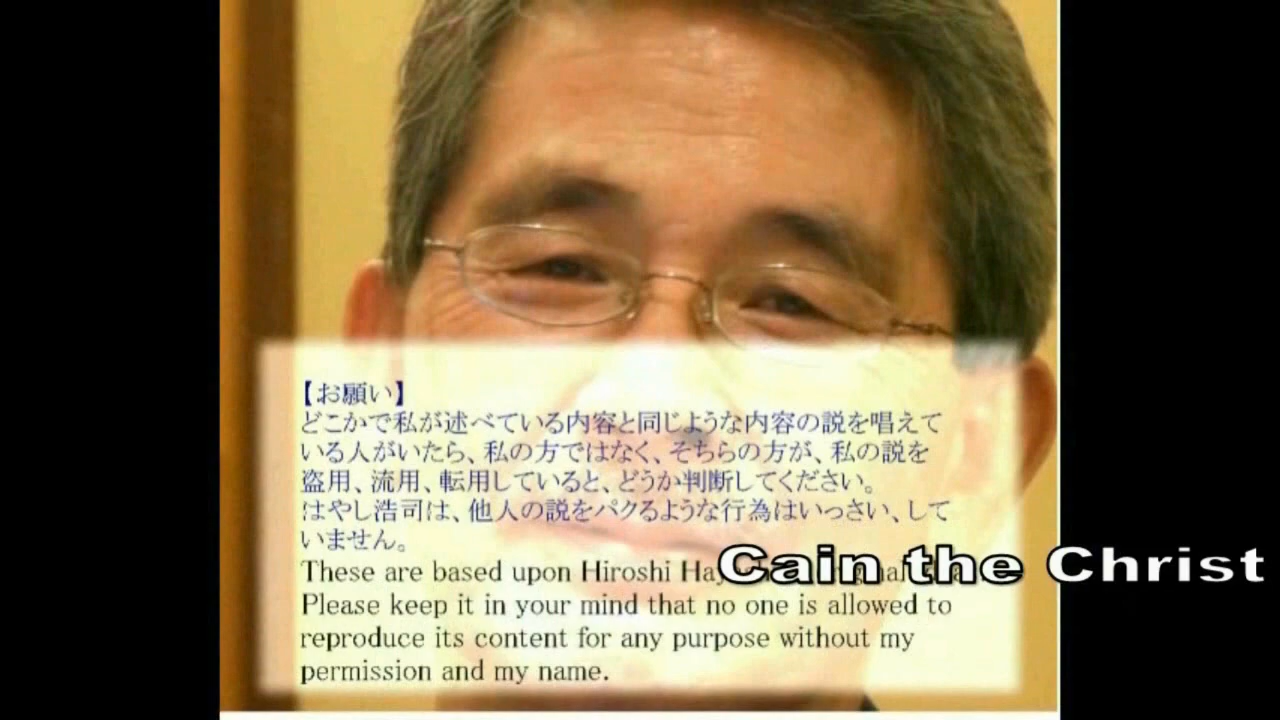 【お願い】
どこかで私が述べている内容と同じような内容の説を唱えて
いる人がいたら、私の方ではなく、そちらの方が、私の説を
盗用、流用、転用していると、どうか判断してください。
はやし浩司は、他人の説をパクるような行為はいっさい、して
いません。
These are based upon Hiroshi
Cain the Christ
Please keep it in your mind that no one is allowed to
reproduce its content for any purpose without my
permission and my name.